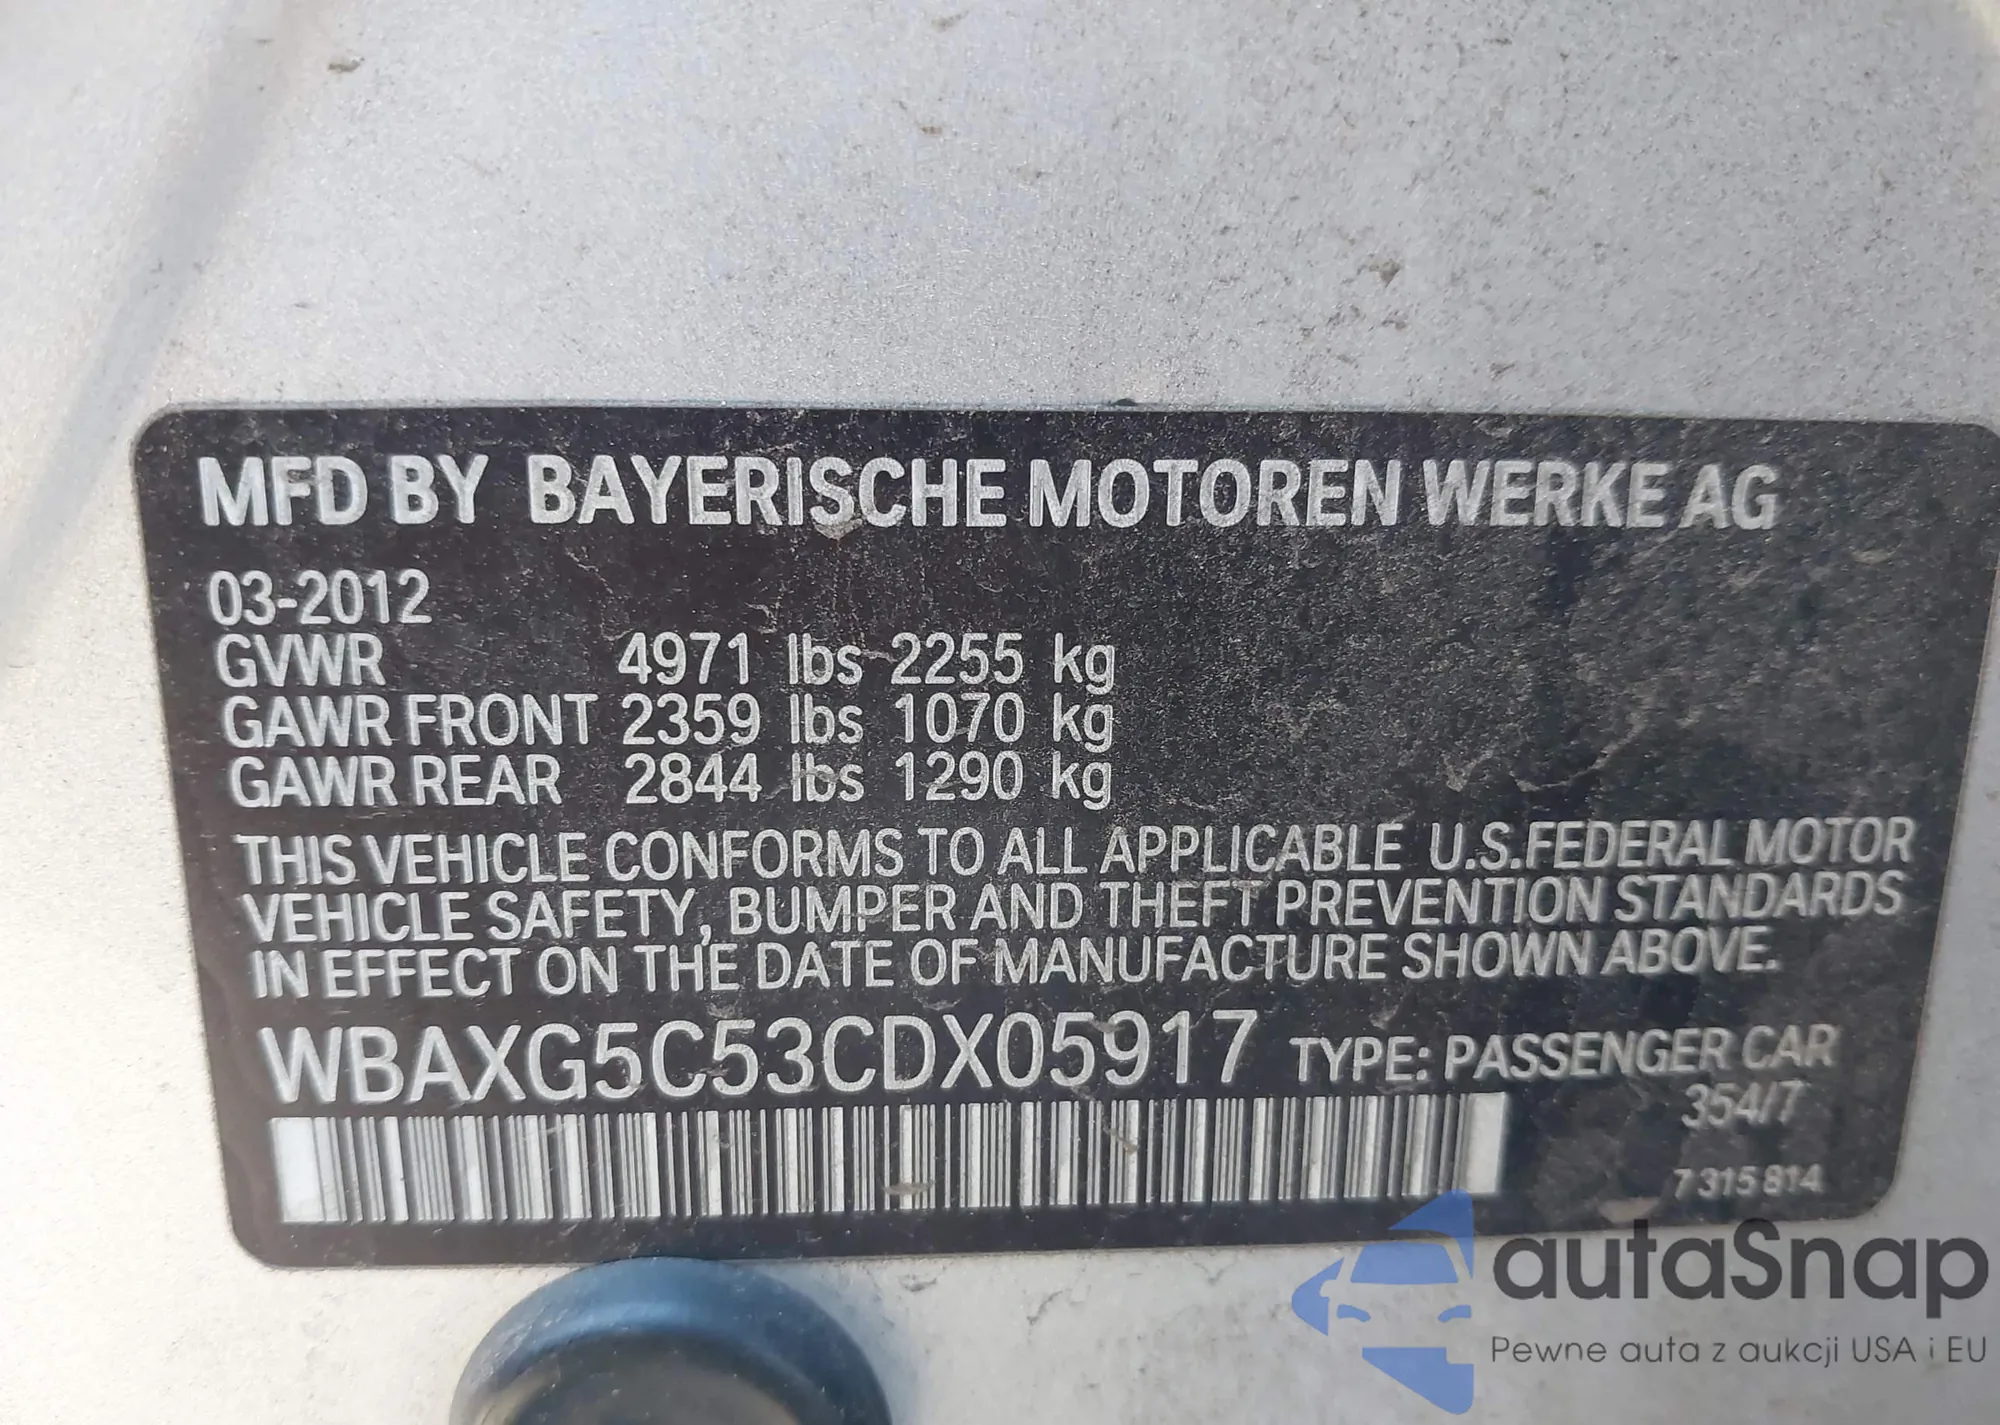 MFD BY BAYERISCHE MOTOREN WERKE AG
03-2012
GVWR 4971 lbs 2255 kg
GAWR FRONT 2359 lbs 1070 kg
GAWR REAR 2844 lbs 1290 kg
THIS VEHICLE CONFORMS TO ALL APPLICABLE U.S.FEDERAL MOTOR
VEHICLE SAFETY, BUMPER AND THEFT PREVENTION STANDARDS
IN EFFECT ON THE DATE OF MANUFACTURE SHOWN ABOVE.
WBAXG5C53CDX05917 TYPE: PASSENGER CAR
354/7
7 315 814
autaSnap
Pewne auta z aukcji USA i EU